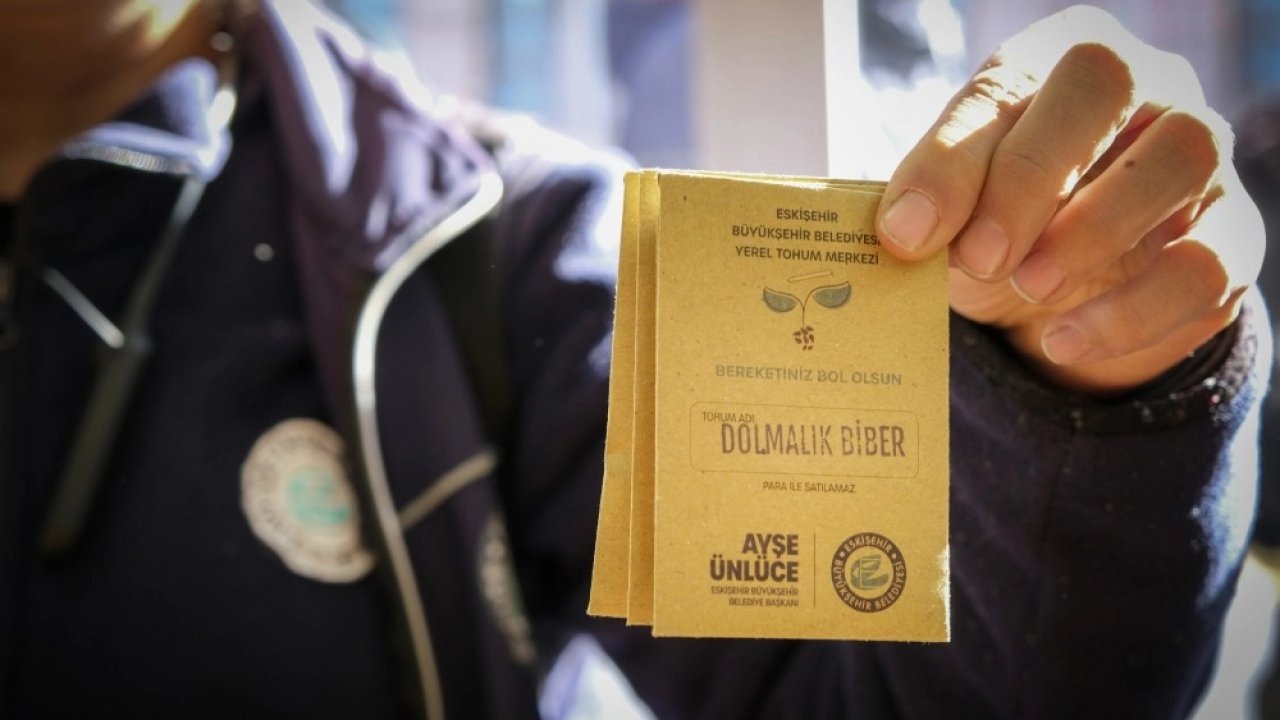 ESKİŞEHİR
BÜYÜKŞEHİR BELEDİYESİ
YEREL TOHUM MERKEZİ
BEREKETİNİZ BOL OLSUN
TOHUM ADI
DOLMALIK BİBER
PARA İLE SATILAMAZ
AYŞE
ÜNLÜCE
ESKİŞEHİR BÜYÜKŞEHİR
BELEDİYE BAŞKANI
ESKİŞEHİR
BÜYÜKŞEHİR BELEDİYESİ